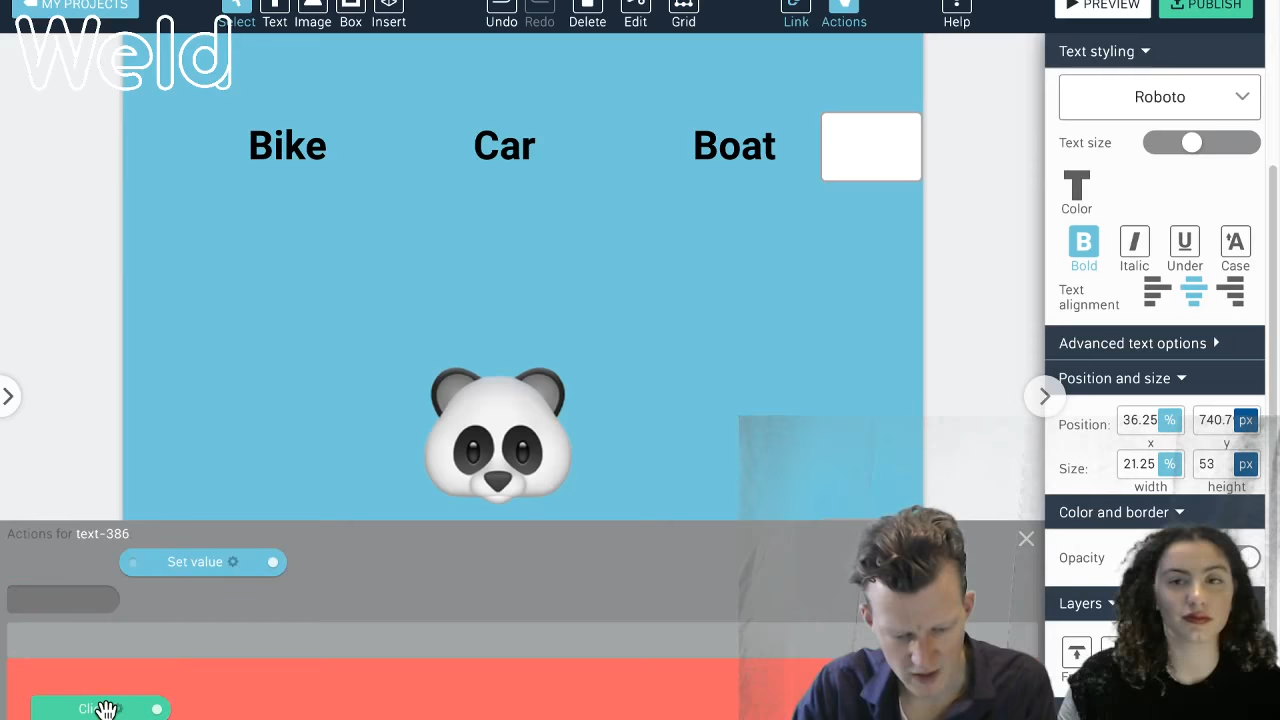 MY PROJECTS
Select Text Image Box Insert Undo Redo Delete Edit Grid Link Actions Help
PREVIEW
PUBLISH
Weld
Text styling
Roboto
Text size
Color
Bold Italic Under Case
Text
alignment
Advanced text options
Position and size
Position: 36.25 % 740.7 px
x y
Size: 21.25 % 53 px
width height
Color and border
Opacity
Layers
Bike Car Boat
Actions for text-386
Set value